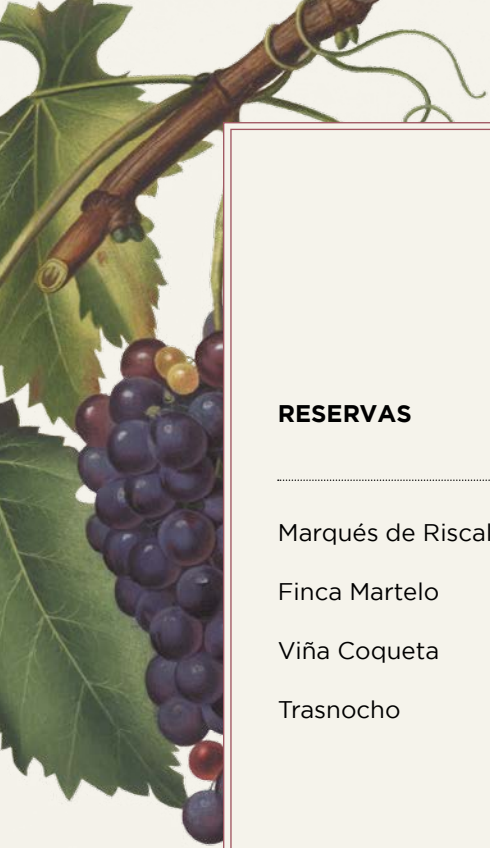 RESERVAS
Marqués de Riscal
Finca Martelo
Viña Coqueta
Trasnocho